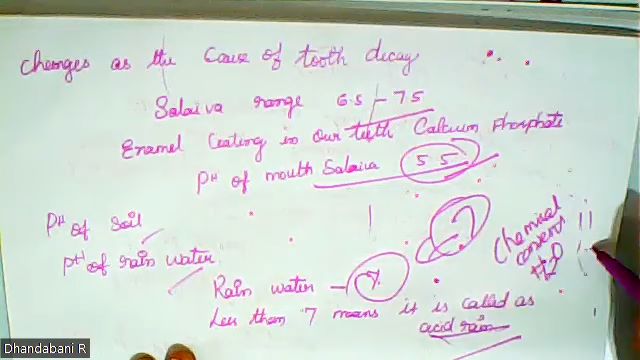 changes as the cause of tooth decay
Salaiva range 6.5 - 7.5
Enamel Coating in our teeth Calcium Phosphate
PH of mouth Salaiva 5.5
PH of Soil
PH of rain water
Rain water - 7
Less than 7 means it is called as
acid rain
7
Chemical
H2O
Dhandabani R